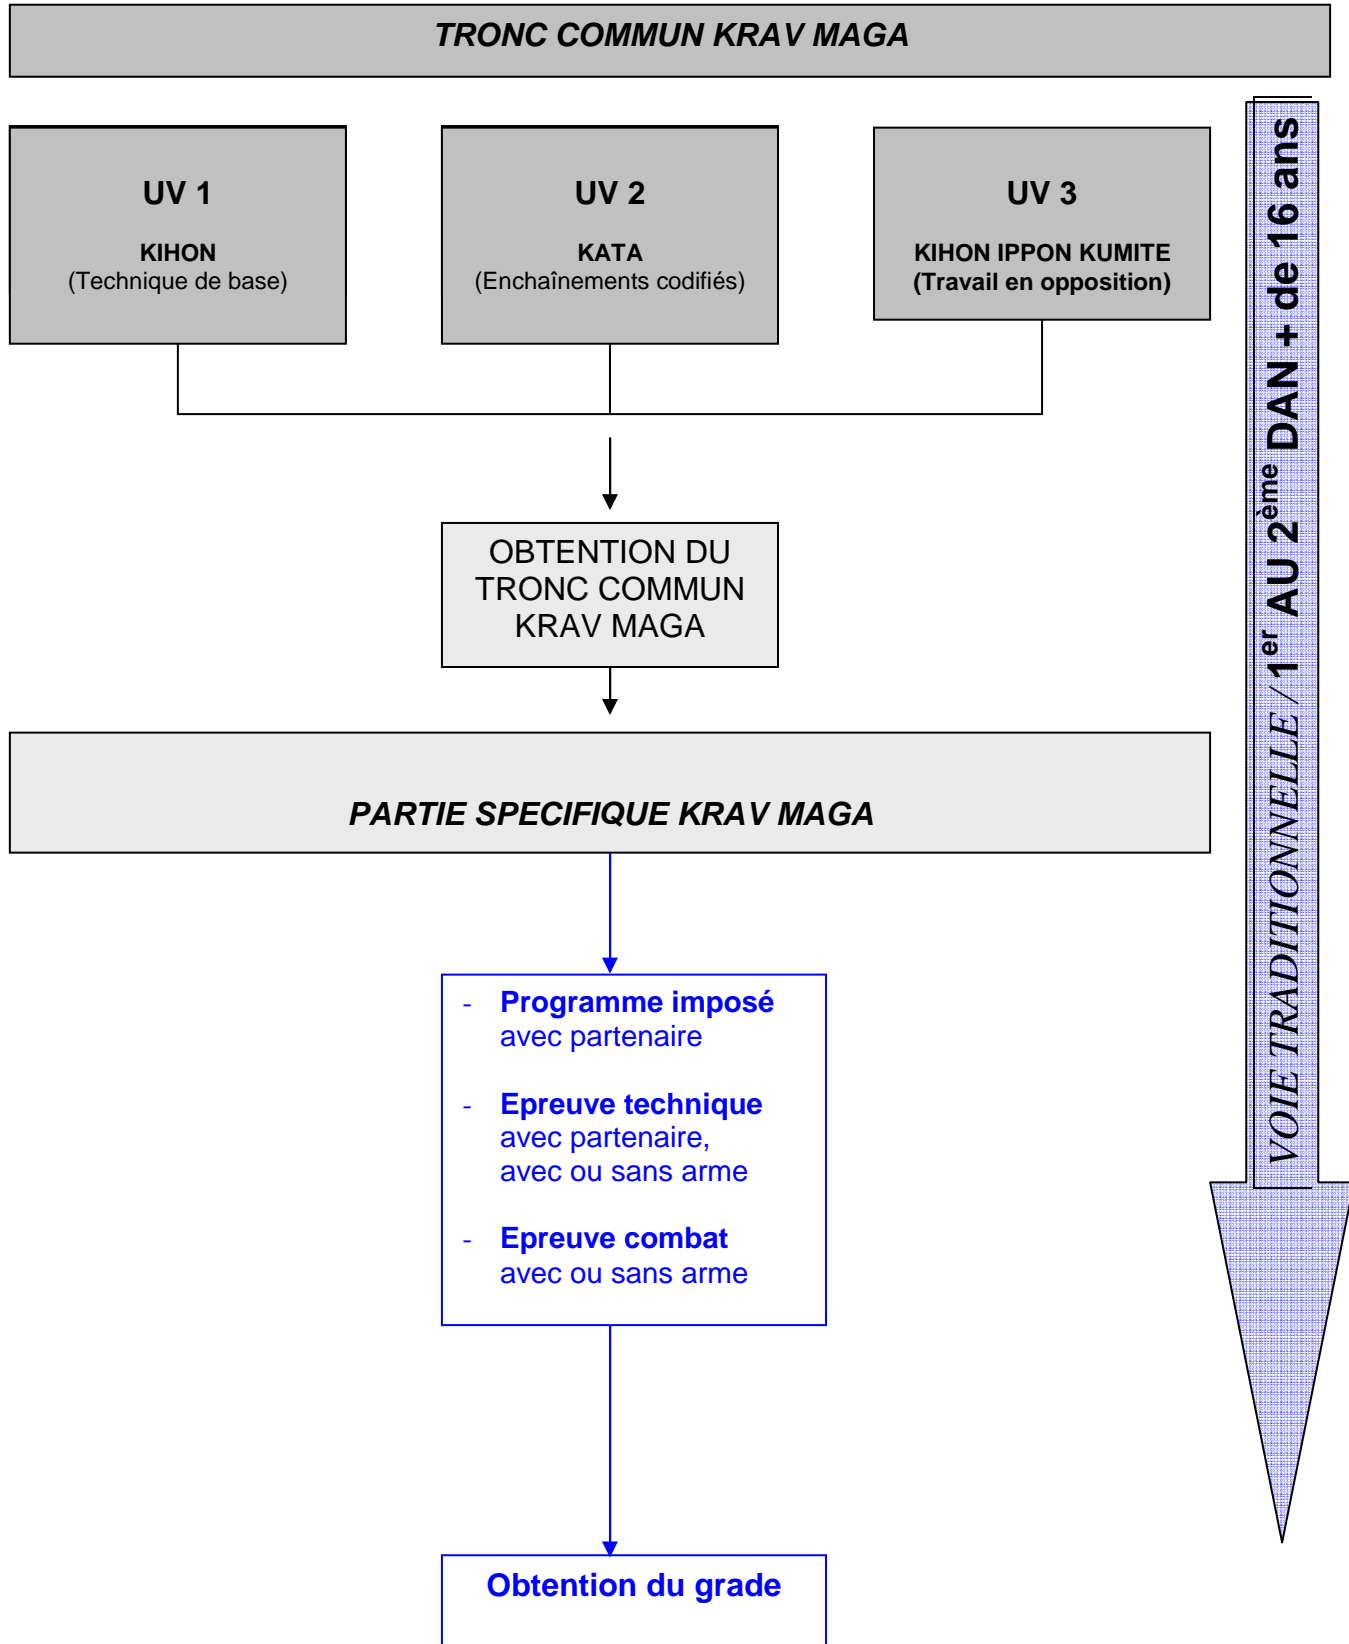 TRONC COMMUN KRAV MAGA
UV 1
KIHON
(Technique de base)
UV 2
KATA
(Enchaînements codifiés)
UV 3
KIHON IPPON KUMITE
(Travail en opposition)
OBTENTION DU
TRONC COMMUN
KRAV MAGA
PARTIE SPECIFIQUE KRAV MAGA
- Programme imposé
avec partenaire
- Epreuve technique
avec partenaire,
avec ou sans arme
- Epreuve combat
avec ou sans arme
Obtention du grade
VOIE TRADITIONNELLE / 1er AU 2ème DAN + de 16 ans